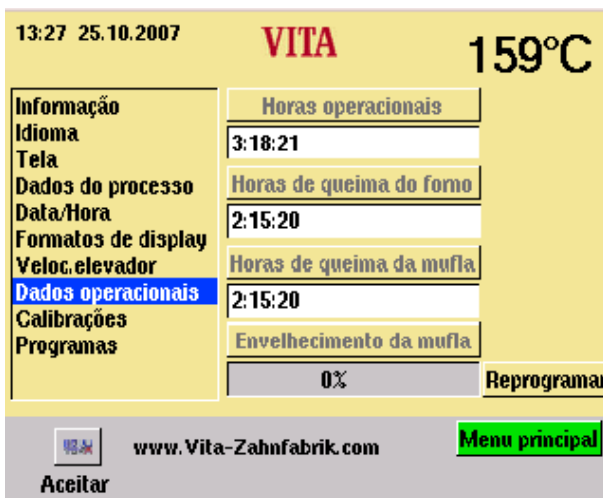 13:27 25.10.2007
VITA
159°C
Informação
Idioma
Tela
Dados do processo
Data/Hora
Formatos de display
Veloc.elevador
Dados operacionais
Calibrações
Programas
Horas operacionais
3:18:21
Horas de queima do forno
2:15:20
Horas de queima da mufla
2:15:20
Envelhecimento da mufla
0%
Reprogramar
www.Vita-Zahnfabrik.com
Menu principal
Aceitar